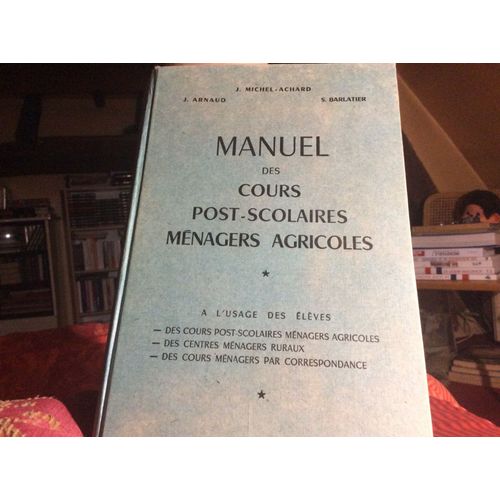 J. MICHEL-ACHARD
J. ARNAUD S. BARLATIER
MANUEL
DES
COURS
POST-SCOLAIRES
MÉNAGERS AGRICOLES
A L'USAGE DES ÉLÈVES
— DES COURS POST-SCOLAIRES MÉNAGERS AGRICOLES
— DES CENTRES MÉNAGERS RURAUX
— DES COURS MÉNAGERS PAR CORRESPONDANCE